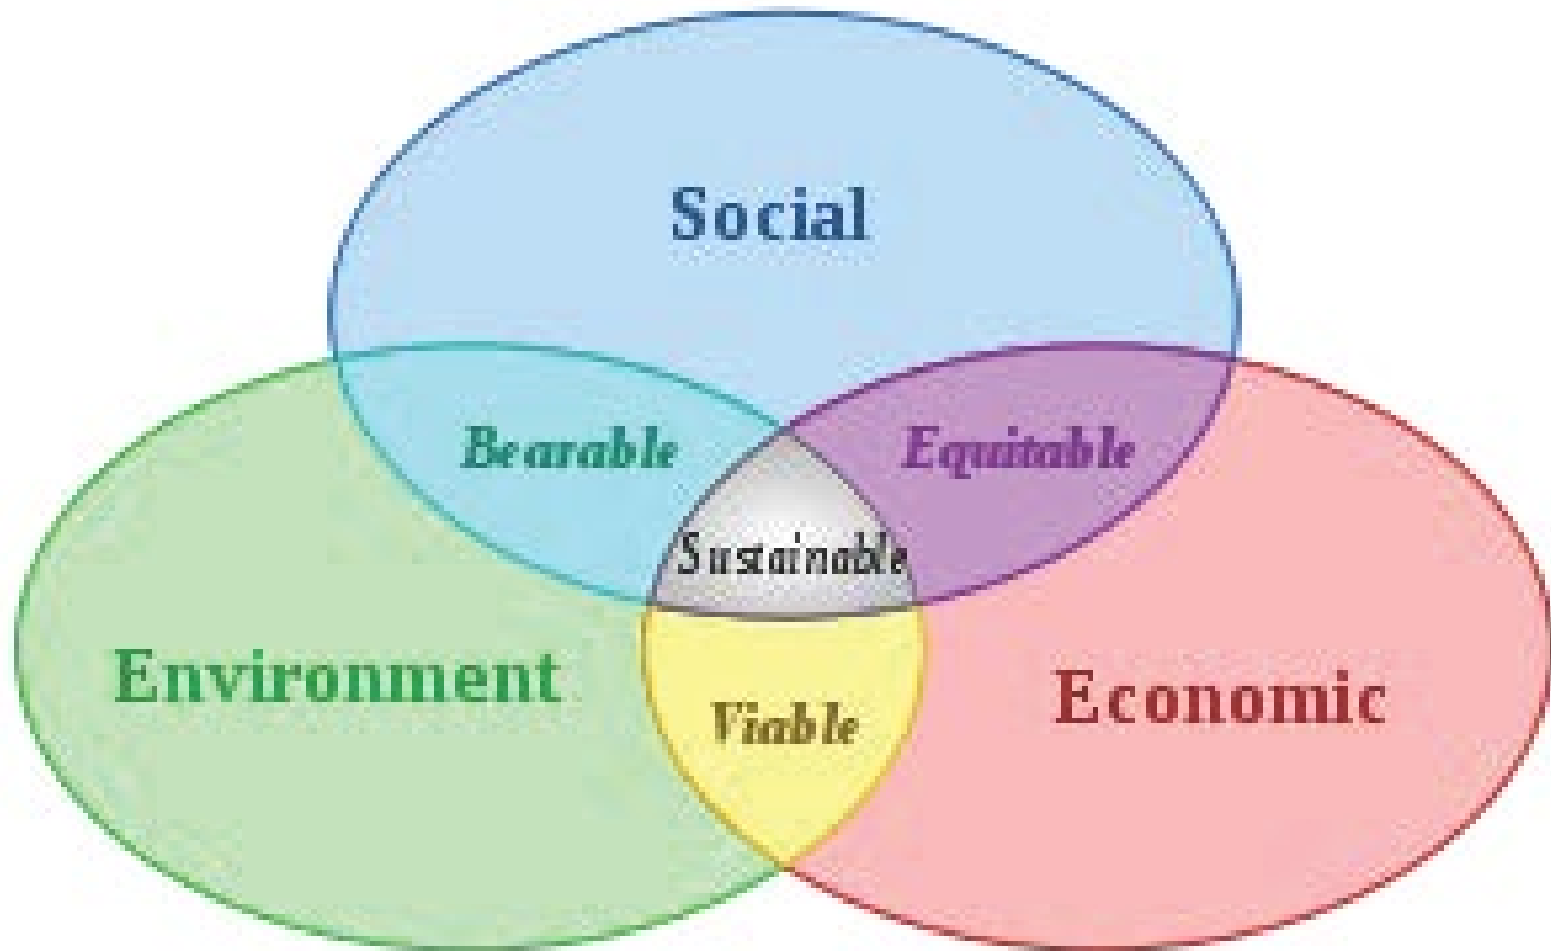 Social
Bearable
Equitable
Sustainable
Environment
Economic
Viable